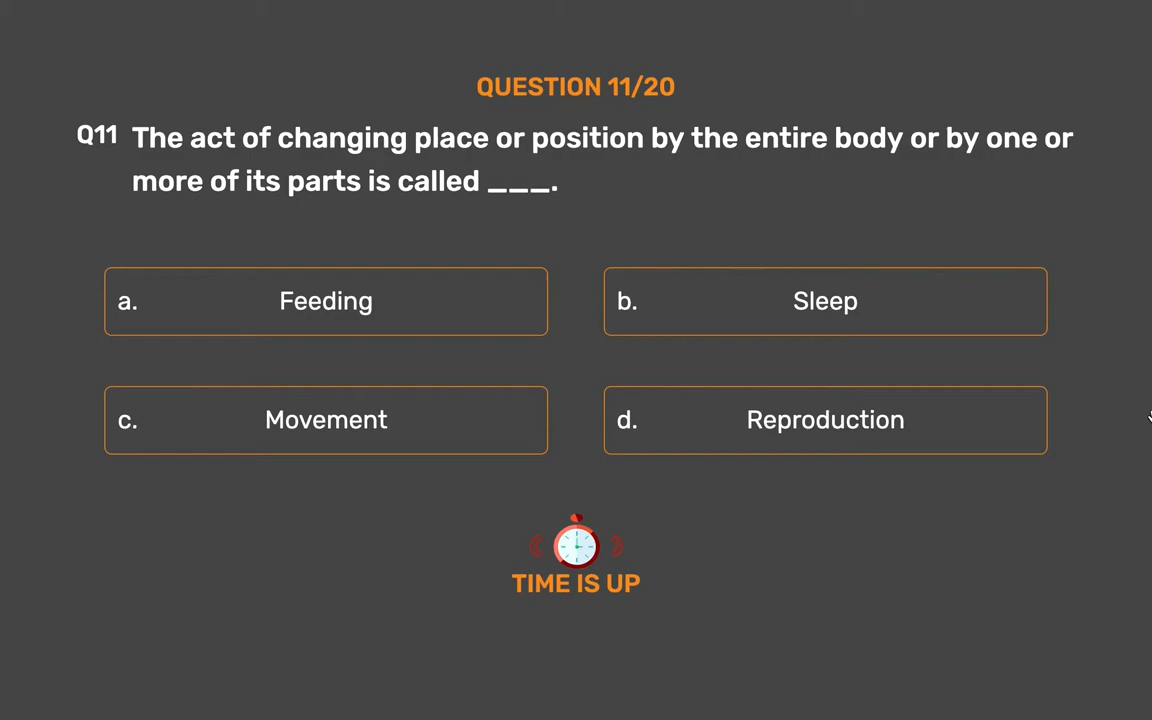 QUESTION 11/20
Q11 The act of changing place or position by the entire body or by one or
more of its parts is called ___.
a. Feeding
b. Sleep
c. Movement
d. Reproduction
TIME IS UP